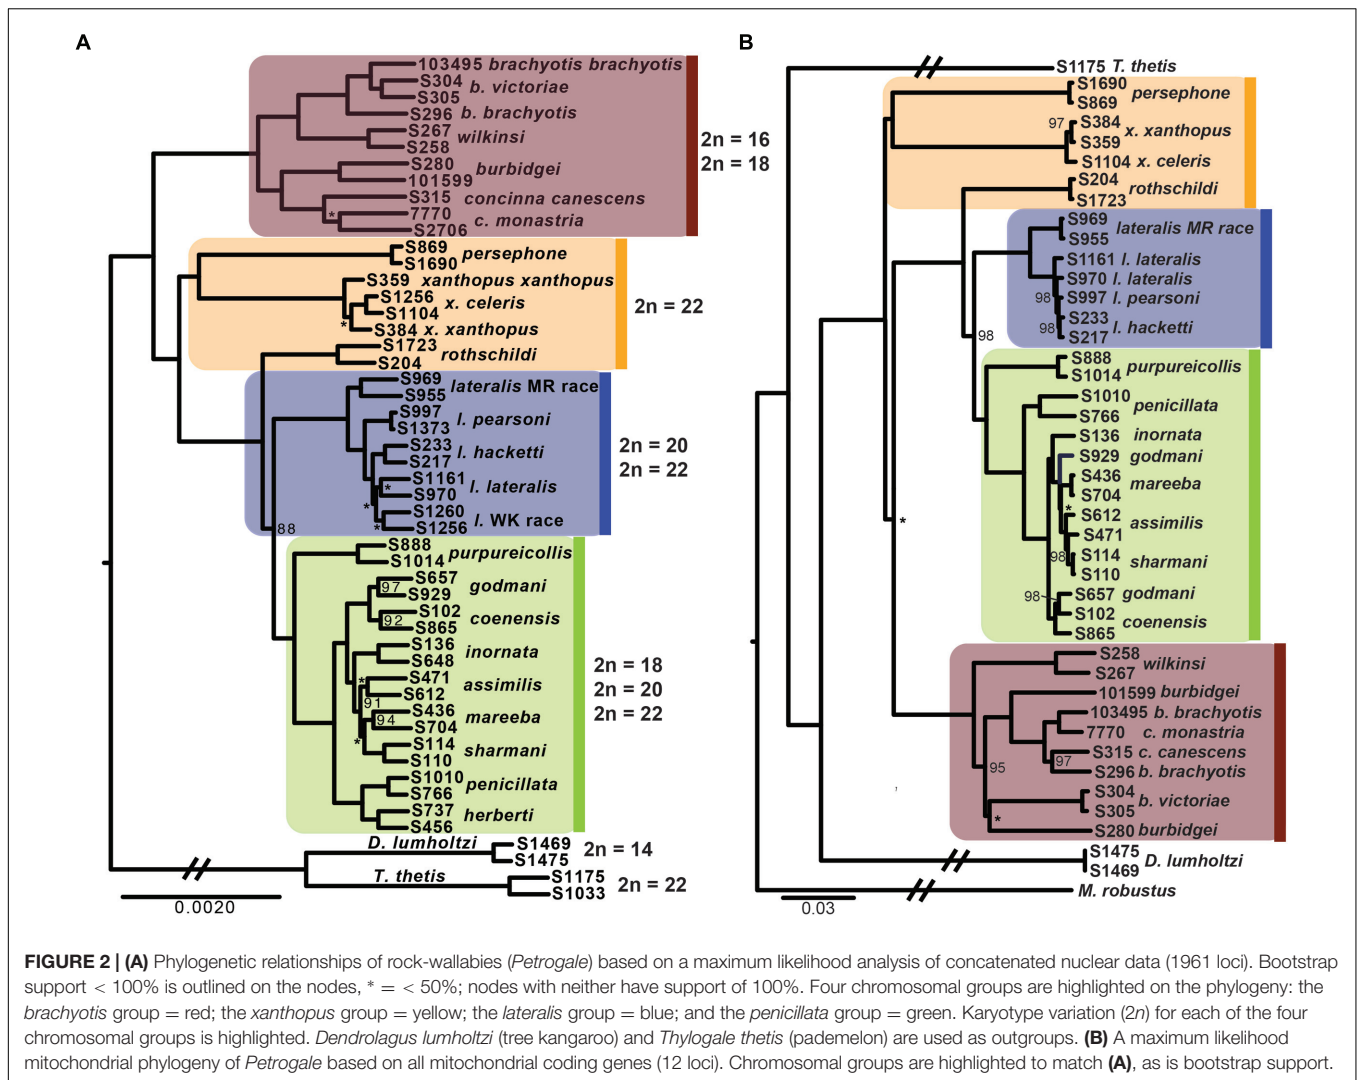 A
103495 brachyotis brachyotis
S304
b. victoriae
S305
S296 b. brachyotis
S267
wilkinsi
S258
S280
burbidgei
101599
S315 concinna canescens
*
7770
c. monastria
S2706
2n = 16
2n = 18
S869
persephone
S1690
S359 xanthopus xanthopus
S1256
x. celeris
S1104
*
S384 x. xanthopus
S1723
rothschildi
S204
2n = 22
S969
lateralis MR race
S955
S997
l. pearsoni
S1373
S233
l. hacketti
S217
S1161
*
l. lateralis
S970
*
S1260
l. WK race
*
S1256
88
2n = 20
2n = 22
S888
purpureicollis
S1014
S657
97
godmani
S929
S102
92
coenensis
S865
S136
inornata
S648
*
S471
assimilis
S612
91
S436
94
mareeba
S704
*
S114
sharmani
S110
S1010
penicillata
S766
S737
herberti
S456
2n = 18
2n = 20
2n = 22
D. lumholtzi
S1469
S1475
2n = 14
T. thetis
S1175
S1033
2n = 22
0.0020
B
S1175 T. thetis
S1690
persephone
S869
97
S384
x. xanthopus
S359
S1104 x. celeris
S204
rothschildi
S1723
S969
lateralis MR race
S955
S1161 l. lateralis
S970 l. lateralis
98
S997 l. pearsoni
S233
98
l. hacketti
S217
98
S888
purpureicollis
S1014
S1010
penicillata
S766
S136 inornata
S929 godmani
S436
mareeba
S704
*
S612
assimilis
S471
98
S114
sharmani
S110
98
S657 godmani
S102
coenensis
S865
*
S258
wilkinsi
S267
101599 burbidgei
103495 b. brachyotis
7770 c. monastria
S315 c. canescens
97
S296 b. brachyotis
95
S304
b. victoriae
S305
*
S280 burbidgei
S1475
D. lumholtzi
S1469
M. robustus
0.03
FIGURE 2 | (A) Phylogenetic relationships of rock-wallabies (Petrogale) based on a maximum likelihood analysis of concatenated nuclear data (1961 loci). Bootstrap
support < 100% is outlined on the nodes, * = < 50%; nodes with neither have support of 100%. Four chromosomal groups are highlighted on the phylogeny: the
brachyotis group = red; the xanthopus group = yellow; the lateralis group = blue; and the penicillata group = green. Karyotype variation (2n) for each of the four
chromosomal groups is highlighted. Dendrolagus lumholtzi (tree kangaroo) and Thylogale thetis (pademelon) are used as outgroups. (B) A maximum likelihood
mitochondrial phylogeny of Petrogale based on all mitochondrial coding genes (12 loci). Chromosomal groups are highlighted to match (A), as is bootstrap support.